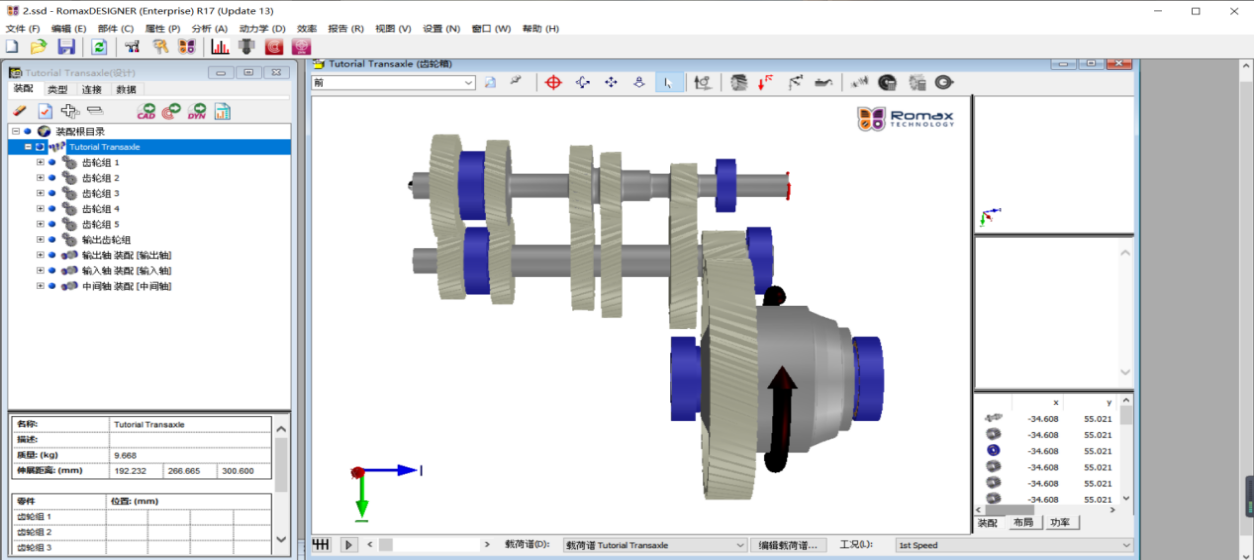 2.ssd - RomaxDESIGNER (Enterprise) R17 (Update 13)
文件 (F) 编辑 (E) 部件 (C) 属性 (P) 分析 (A) 动力学 (D) 效率 报告 (R) 视图 (V) 设置 (N) 窗口 (W) 帮助 (H)
Tutorial Transaxle(设计)
装配 类型 连接 数据
CAD DYN
装配根目录
Tutorial Transaxle
齿轮组 1
齿轮组 2
齿轮组 3
齿轮组 4
齿轮组 5
输出齿轮组
输出轴 装配 [输出轴]
输入轴 装配 [输入轴]
中间轴 装配 [中间轴]
名称: Tutorial Transaxle
描述:
质量: (kg) 9.668
伸展距离: (mm) 192.232 266.665 300.600
零件 位置: (mm)
齿轮组 1
齿轮组 2
齿轮组 3
Tutorial Transaxle (齿轮箱)
前
Romax
TECHNOLOGY
x y
-34.608 55.021
-34.608 55.021
-34.608 55.021
-34.608 55.021
-34.608 55.021
-34.608 55.021
装配 布局 功率
载荷谱(D): 载荷谱 Tutorial Transaxle 编辑载荷谱... 工况(L): 1st Speed